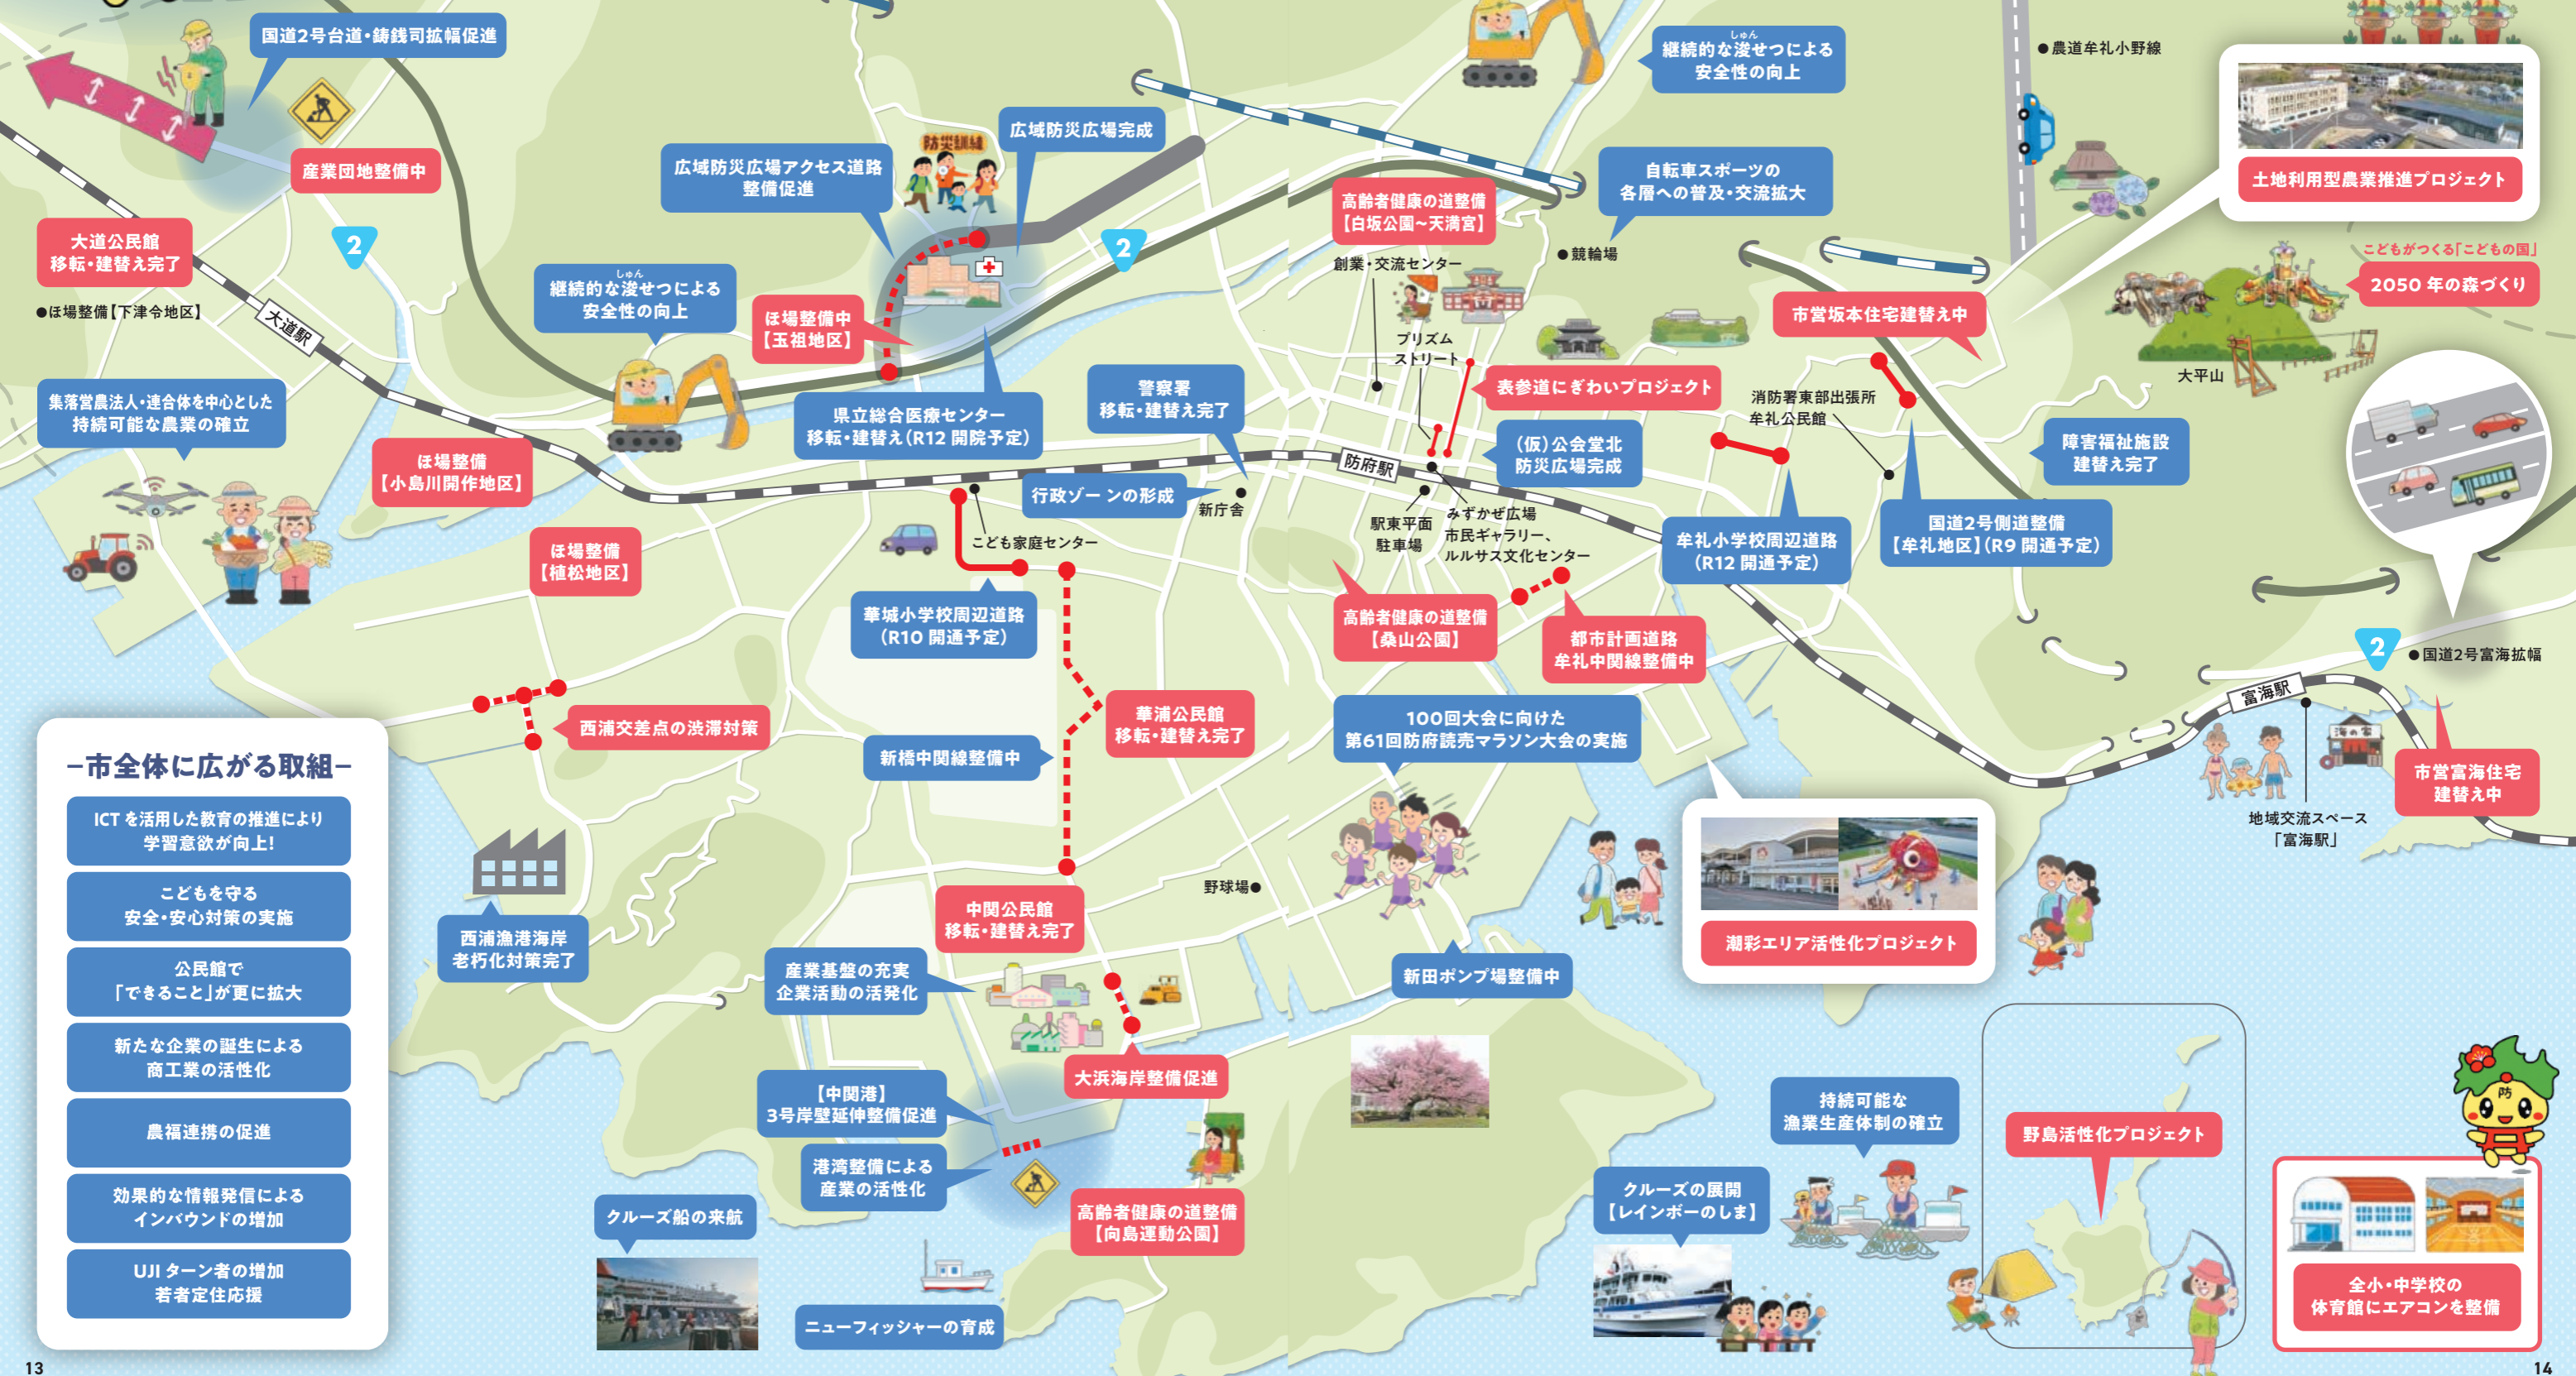 国道2号台道・鋳銭司拡幅促進
産業団地整備中
大道公民館
移転・建替え完了
●ほ場整備【下津令地区】
2
大道駅
集落営農法人・連合体を中心とした
持続可能な農業の確立
ほ場整備
【小島川開作地区】
ほ場整備
【植松地区】
しゅん
継続的な浚せつによる
安全性の向上
広域防災広場アクセス道路
整備促進
防災訓練
広域防災広場完成
2
ほ場整備中
【玉祖地区】
県立総合医療センター
移転・建替え(R12 開院予定)
警察署
移転・建替え完了
行政ゾーンの形成
新庁舎
こども家庭センター
華城小学校周辺道路
(R10 開通予定)
西浦交差点の渋滞対策
新橋中関線整備中
華浦公民館
移転・建替え完了
西浦漁港海岸
老朽化対策完了
中関公民館
移転・建替え完了
野球場●
産業基盤の充実
企業活動の活発化
大浜海岸整備促進
【中関港】
3号岸壁延伸整備促進
港湾整備による
産業の活性化
高齢者健康の道整備
【向島運動公園】
クルーズ船の来航
ニューフィッシャーの育成
−市全体に広がる取組−
ICT を活用した教育の推進により
学習意欲が向上!
こどもを守る
安全・安心対策の実施
公民館で
「できること」が更に拡大
新たな企業の誕生による
商工業の活性化
農福連携の促進
効果的な情報発信による
インバウンドの増加
UJI ターン者の増加
若者定住応援
13
しゅん
継続的な浚せつによる
安全性の向上
●農道牟礼小野線
土地利用型農業推進プロジェクト
自転車スポーツの
各層への普及・交流拡大
●競輪場
高齢者健康の道整備
【白坂公園〜天満宮】
創業・交流センター
プリズム
ストリート
表参道にぎわいプロジェクト
(仮)公会堂北
防災広場完成
防府駅
駅東平面
駐車場
みずかぜ広場
市民ギャラリー、
ルルサス文化センター
こどもがつくる「こどもの国」
2050 年の森づくり
大平山
市営坂本住宅建替え中
消防署東部出張所
牟礼公民館
障害福祉施設
建替え完了
牟礼小学校周辺道路
(R12 開通予定)
国道2号側道整備
【牟礼地区】(R9 開通予定)
高齢者健康の道整備
【桑山公園】
都市計画道路
牟礼中関線整備中
2
●国道2号富海拡幅
富海駅
海の家
地域交流スペース
「富海駅」
市営富海住宅
建替え中
100回大会に向けた
第61回防府読売マラソン大会の実施
潮彩エリア活性化プロジェクト
新田ポンプ場整備中
持続可能な
漁業生産体制の確立
クルーズの展開
【レインボーのしま】
野島活性化プロジェクト
防
全小・中学校の
体育館にエアコンを整備
14